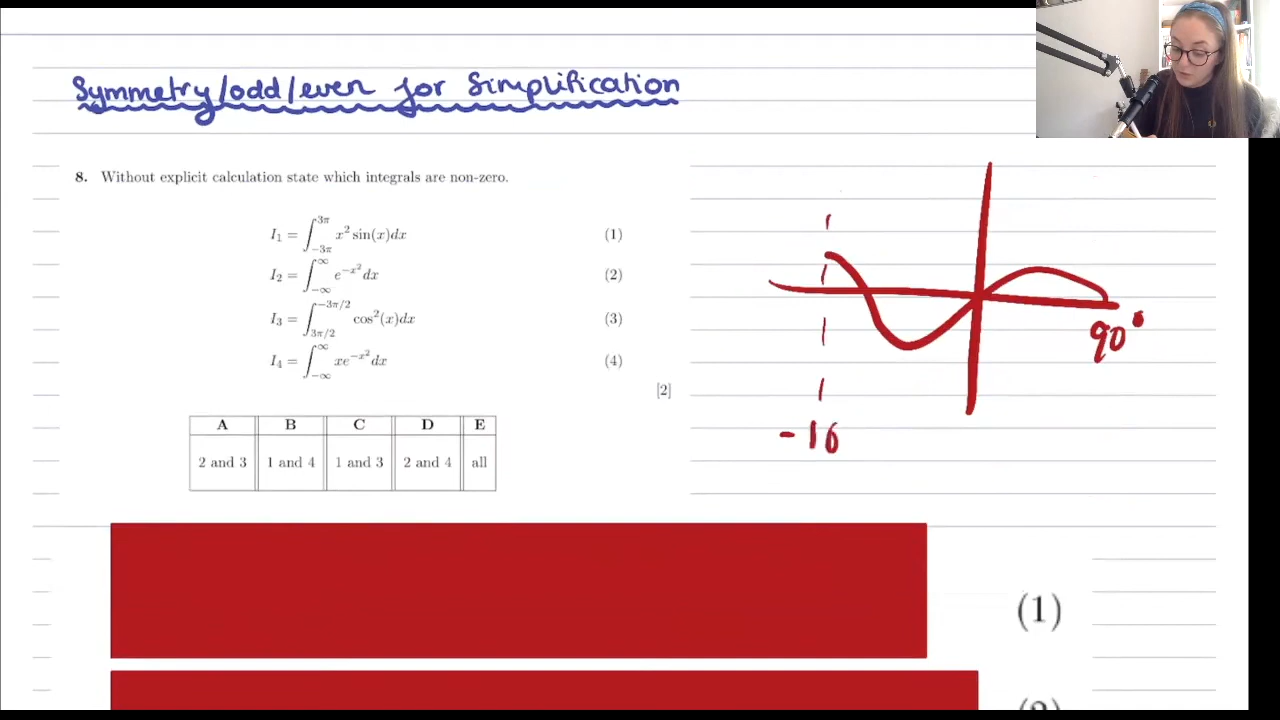 Symmetry/odd/even for Simplification
8. Without explicit calculation state which integrals are non-zero.
I₁ = ∫_{-3π}^{3π} x² sin(x)dx (1)
I₂ = ∫_{-∞}^{∞} e^{-x²} dx (2)
I₃ = ∫_{3π/2}^{-3π/2} cos²(x)dx (3)
I₄ = ∫_{-∞}^{∞} xe^{-x²} dx (4)
[2]
A B C D E
2 and 3 1 and 4 1 and 3 2 and 4 all
90°
-16
(1)